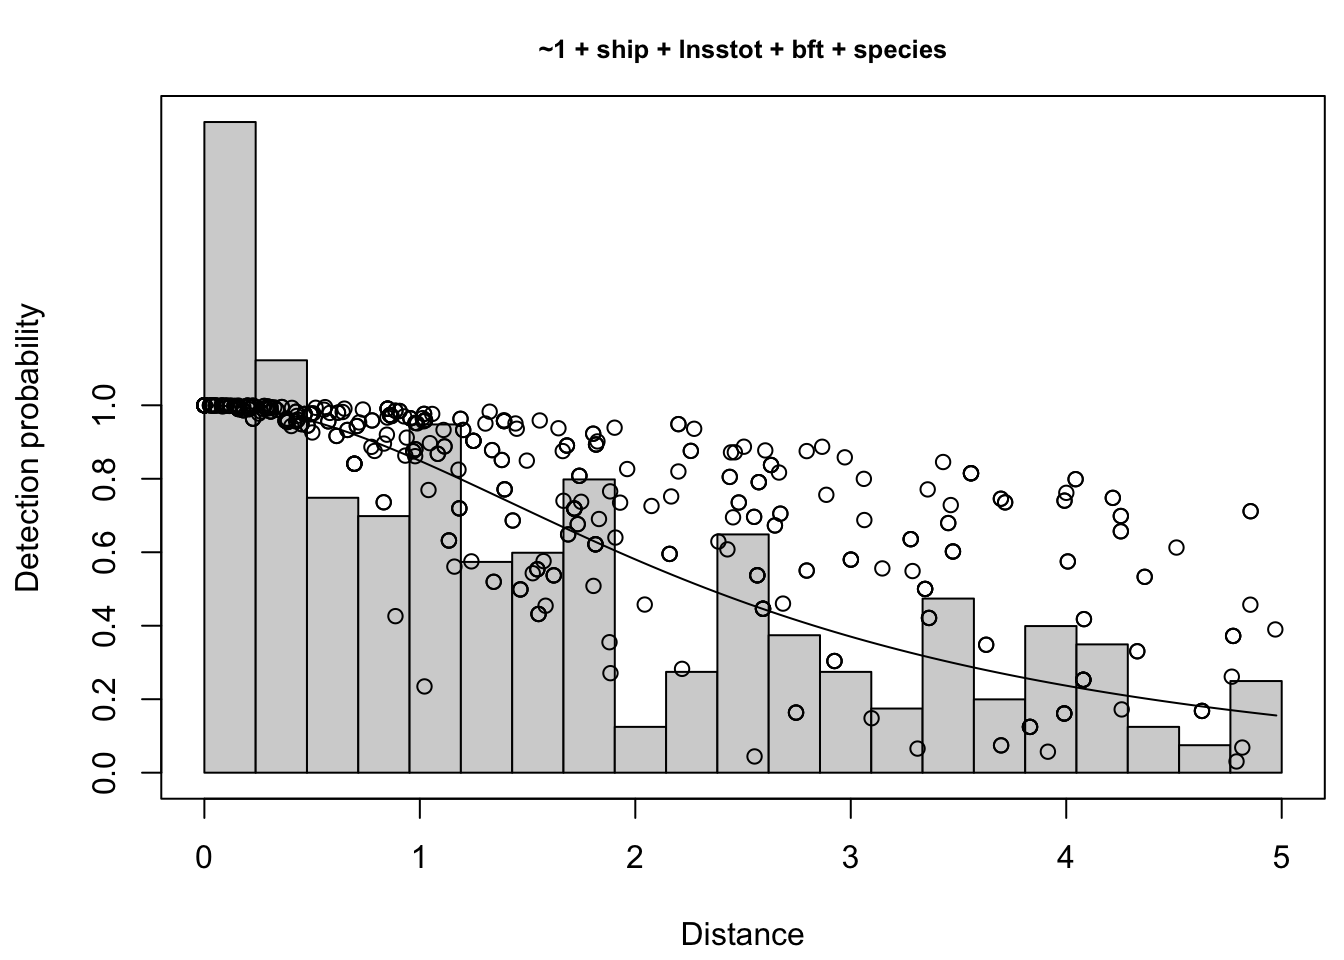 ~1 + ship + lnsstot + bft + species
Detection probability
1.0
0.8
0.6
0.4
0.2
0.0
0 1 2 3 4 5
Distance